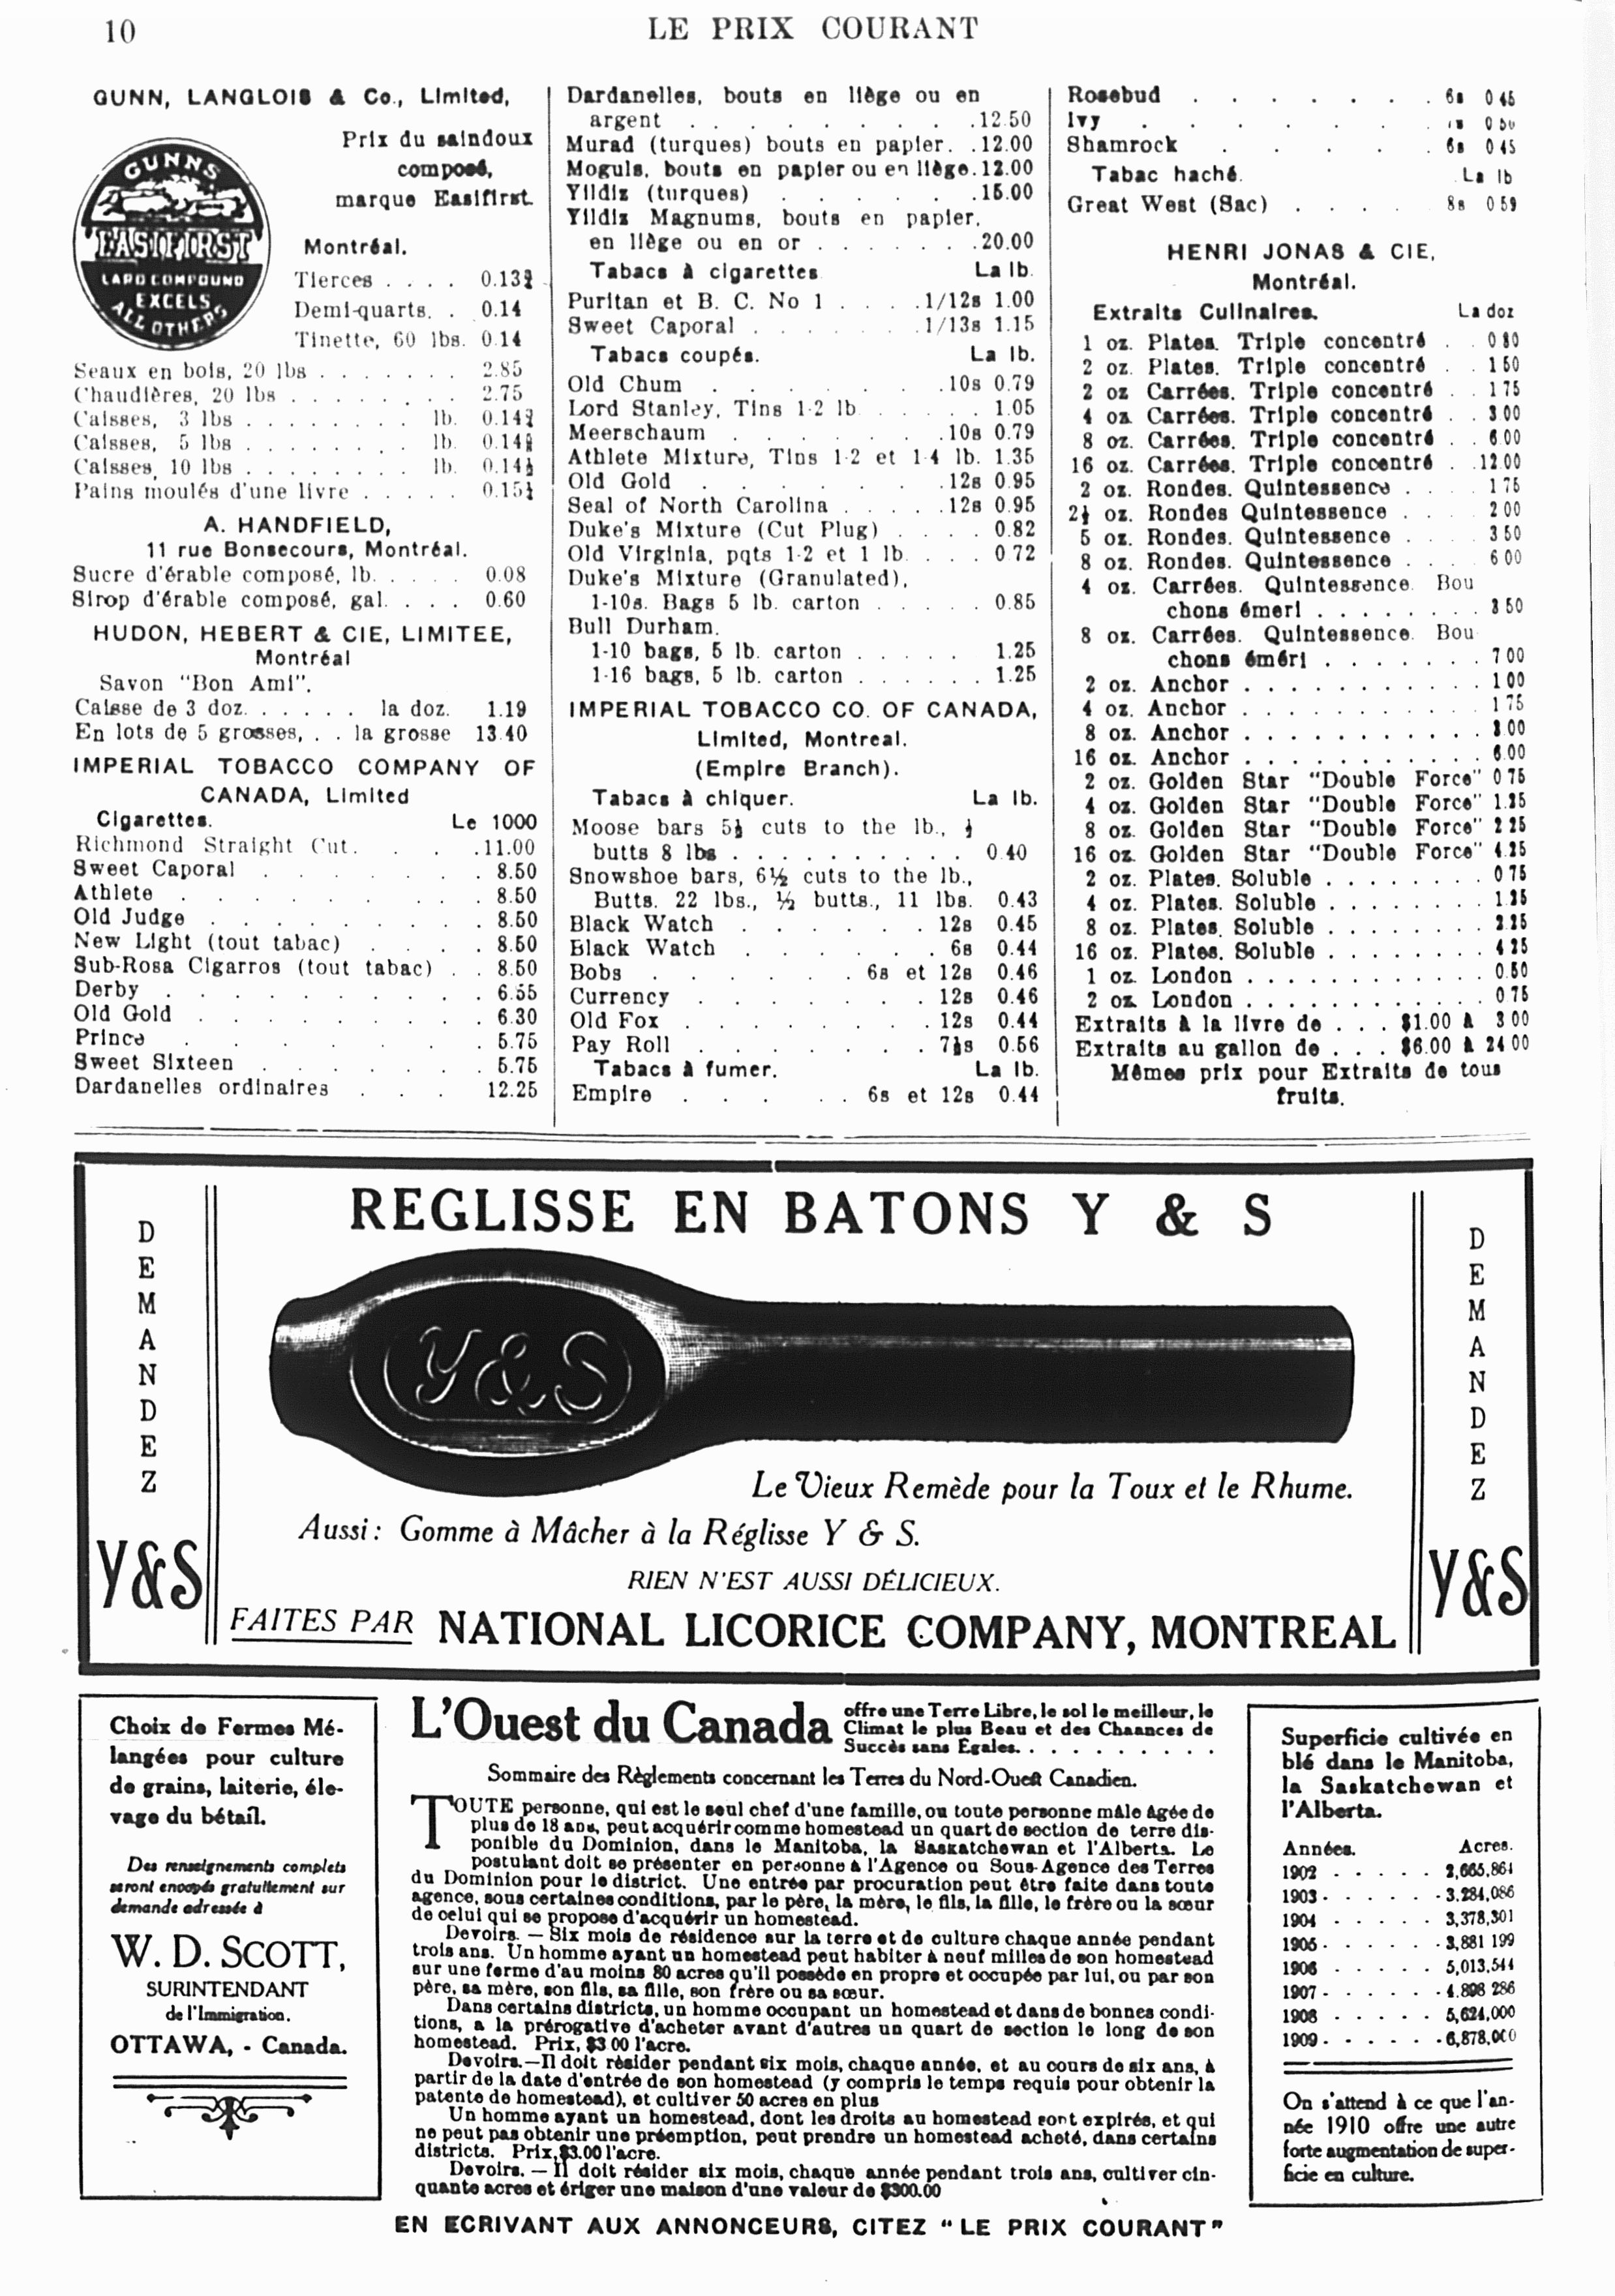 10
LE PRIX COURANT
GUNN, LANGLOIS & Co., Limited,
GUNNS
EASIFIRST
LARD COMPOUND
EXCELS
ALL OTHERS
Prix du saindoux
composé,
marque Easifirst.
Montréal.
Tierces . . . . 0.13¾
Demi-quarts. . 0.14
Tinette, 60 lbs. 0.14
Seaux en bois, 20 lbs . . . . . . . 2.85
Chaudières, 20 lbs . . . . . . . . 2.75
Caisses, 3 lbs . . . . . . . . lb. 0.14¾
Caisses, 5 lbs . . . . . . . . lb.
Caisses, 10 lbs . . . . . . . . lb. 0.14½
Pains moulés d'une livre . . . . .
A. HANDFIELD,
11 rue Bonsecours, Montréal.
Sucre d'érable composé, lb. . . . . 0.08
Sirop d'érable composé, gal. . . . 0.60
HUDON, HEBERT & CIE, LIMITEE,
Montréal
Savon "Bon Ami".
Caisse de 3 doz. . . . . . la doz. 1.19
En lots de 5 grosses, . . la grosse 13.40
IMPERIAL TOBACCO COMPANY OF
CANADA, Limited
Cigarettes. Le 1000
Richmond Straight Cut. . . .11.00
Sweet Caporal . . . . . . . 8.50
Athlete . . . . . . . . . 8.50
Old Judge . . . . . . . . 8.50
New Light (tout tabac) . . . . 8.50
Sub-Rosa Cigarros (tout tabac) . . 8.50
Derby . . . . . . . . . . 6.55
Old Gold . . . . . . . . . 6.30
Prince . . . . . . . . . 5.75
Sweet Sixteen . . . . . . . 5.75
Dardanelles ordinaires . . . 12.25
Dardanelles, bouts en liège ou en
argent . . . . . . . . . .12.50
Murad (turques) bouts en papier. .12.00
Moguls, bouts en papier ou en liège.12.00
Yildiz (turques) . . . . . . .15.00
Yildiz Magnums, bouts en papier,
en liège ou en or . . . . . . .20.00
Tabacs à cigarettes La lb.
Puritan et B. C. No 1 . . . .1/12s 1.00
Sweet Caporal . . . . . . . 1/13s 1.15
Tabacs coupés. La lb.
Old Chum . . . . . . . .10s 0.79
Lord Stanley, Tins 1-2 lb . . . . . 1.05
Meerschaum . . . . . . . .10s 0.79
Athlete Mixture, Tins 1-2 et 1-4 lb. 1.35
Old Gold . . . . . . . .12s 0.95
Seal of North Carolina . . . . .12s 0.95
Duke's Mixture (Cut Plug) . . . . 0.82
Old Virginia, pqts 1-2 et 1 lb. . . . 0.72
Duke's Mixture (Granulated),
1-10s. Bags 5 lb. carton . . . . . 0.85
Bull Durham.
1-10 bags, 5 lb. carton . . . . . 1.25
1-16 bags, 5 lb. carton . . . . . . 1.25
IMPERIAL TOBACCO CO. OF CANADA,
Limited, Montreal.
(Empire Branch).
Tabacs à chiquer. La lb.
Moose bars 5½ cuts to the lb., ½
butts 8 lbs . . . . . . . . . . 0.40
Snowshoe bars, 6½ cuts to the lb.,
Butts. 22 lbs., ½ butts., 11 lbs. 0.43
Black Watch . . . . . . 12s 0.45
Black Watch . . . . . . 6s 0.44
Bobs . . . . . . 6s et 12s 0.46
Currency . . . . . . . 12s 0.46
Old Fox . . . . . . . .12s 0.44
Pay Roll . . . . . . . . 7½s 0.56
Tabacs à fumer. La lb.
Empire . . . . . 6s et 12s 0.44
Rosebud . . . . . . . . 6s 0 45
Ivy . . . . . . . 0 50
Shamrock . . . . . 6s 0 45
Tabac haché. La lb
Great West (Sac) . . . . 8s 0 59
HENRI JONAS & CIE,
Montréal.
Extraits Culinaires. La doz
1 oz. Plates. Triple concentré . . 0 80
2 oz. Plates. Triple concentré . . 1 50
2 oz Carrées. Triple concentré . . 1 75
4 oz. Carrées. Triple concentré . . 3 00
8 oz. Carrées. Triple concentré . . 6.00
16 oz. Carrées. Triple concentré . .12 00
2 oz. Rondes. Quintessence . . . . 1 75
2½ oz. Rondes Quintessence . . . . 2 00
5 oz. Rondes. Quintessence . . . . 3 50
8 oz. Rondes. Quintessence . . . . 6 00
4 oz. Carrées. Quintessence. Bou
chons émeri . . . . . . . . 3 50
8 oz. Carrées. Quintessence. Bou
chons éméri . . . . . . . . 7 00
2 oz. Anchor . . . . . . . . . . . 1 00
4 oz. Anchor . . . . . . . . . . . 1 75
8 oz. Anchor . . . . . . . . . . . 3.00
16 oz. Anchor . . . . . . . . . . . 6.00
2 oz. Golden Star "Double Force" 0 75
4 oz. Golden Star "Double Force" 1.25
8 oz. Golden Star "Double Force" 2 25
16 oz. Golden Star "Double Force" 4.25
2 oz. Plates. Soluble . . . . . . . . 0 75
4 oz. Plates. Soluble . . . . . . . . 1.25
8 oz. Plates. Soluble . . . . . . . . 2.25
16 oz. Plates. Soluble . . . . . . . . 4 25
1 oz. London . . . . . . . . . . . 0.50
2 oz. London . . . . . . . . . . . . 0 75
Extraits à la livre de . . . $1.00 à 3 00
Extraits au gallon de . . . $6.00 à 24 00
Mêmes prix pour Extraits de tous
fruits.
DEMANDEZ
Y&S
REGLISSE EN BATONS Y & S
Y&S
Le Vieux Remède pour la Toux et le Rhume.
Aussi: Gomme à Mâcher à la Réglisse Y & S.
RIEN N'EST AUSSI DÉLICIEUX.
FAITES PAR NATIONAL LICORICE COMPANY, MONTREAL
DEMANDEZ
Y&S
Choix de Fermes Mé-
langées pour culture
de grains, laiterie, éle-
vage du bétail.
Des renseignements complets
seront envoyés gratuitement sur
demande adressée à
W. D. SCOTT,
SURINTENDANT
de l'Immigration.
OTTAWA, - Canada.
L'Ouest du Canada
offre une Terre Libre, le sol le meilleur, le
Climat le plus Beau et des Chaances de
Succès sans Égales. . . . . . . . . .
Sommaire des Règlements concernant les Terres du Nord-Ouest Canadien.
TOUTE personne, qui est le seul chef d'une famille, ou toute personne mâle âgée de
plus de 18 ans, peut acquérir comme homestead un quart de section de terre dis-
ponible du Dominion, dans le Manitoba, la Saskatchewan et l'Alberta. Le
postulant doit se présenter en personne à l'Agence ou Sous-Agence des Terres
du Dominion pour le district. Une entrée par procuration peut être faite dans toute
agence, sous certaines conditions, par le père, la mère, le fils, la fille, le frère ou la sœur
de celui qui se propose d'acquérir un homestead.
Devoirs. — Six mois de résidence sur la terre et de culture chaque année pendant
trois ans. Un homme ayant un homestead peut habiter à neuf milles de son homestead
sur une ferme d'au moins 80 acres qu'il possède en propre et occupée par lui, ou par son
père, sa mère, son fils, sa fille, son frère ou sa sœur.
Dans certains districts, un homme occupant un homestead et dans de bonnes condi-
tions, a la prérogative d'acheter avant d'autres un quart de section le long de son
homestead. Prix, $3 00 l'acre.
Devoirs.—Il doit résider pendant six mois, chaque année, et au cours de six ans, à
partir de la date d'entrée de son homestead (y compris le temps requis pour obtenir la
patente de homestead), et cultiver 50 acres en plus
Un homme ayant un homestead, dont les droits au homestead sont expirés, et qui
ne peut pas obtenir une préemption, peut prendre un homestead acheté, dans certains
districts. Prix, $3.00 l'acre.
Devoirs. — Il doit résider six mois, chaque année pendant trois ans, cultiver cin-
quante acres et ériger une maison d'une valeur de $300.00
Superficie cultivée en
blé dans le Manitoba,
la Saskatchewan et
l'Alberta.
Années. Acres.
1902 - - - - - 2,665,861
1903 - - - - - 3.284,086
1904 - - - - - 3,378,301
1905 - - - - - 3,881 199
1906 - - - - - 5,013,544
1907 - - - - - 4.898 286
1908 - - - - - 5,624,000
1909 - - - - - 6,878,000
On s'attend à ce que l'an-
née 1910 offre une autre
forte augmentation de super-
ficie en culture.
EN ECRIVANT AUX ANNONCEURS, CITEZ "LE PRIX COURANT"